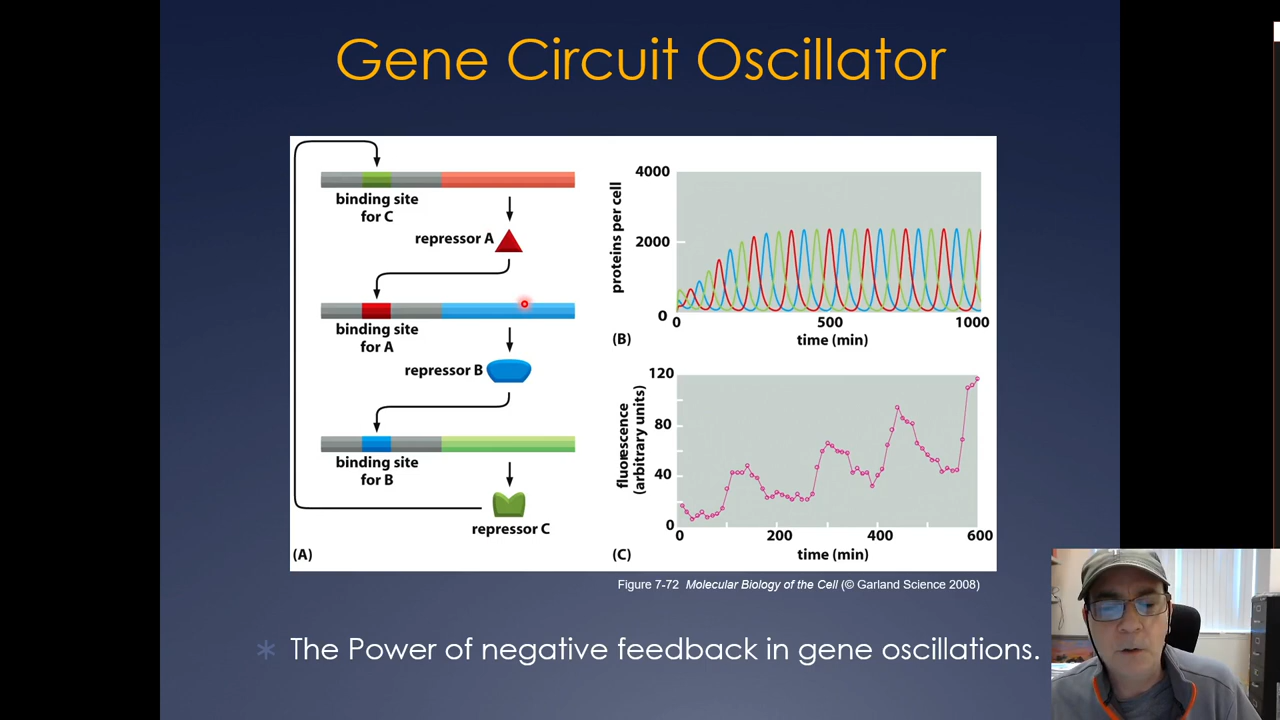 Gene Circuit Oscillator
binding site
for C
repressor A
binding site
for A
repressor B
binding site
for B
repressor C
(A)
4000
2000
0
proteins per cell
0
500
1000
time (min)
(B)
120
80
40
0
fluorescence
(arbitrary units)
0
200
400
600
time (min)
(C)
Figure 7-72 Molecular Biology of the Cell (© Garland Science 2008)
The Power of negative feedback in gene oscillations.